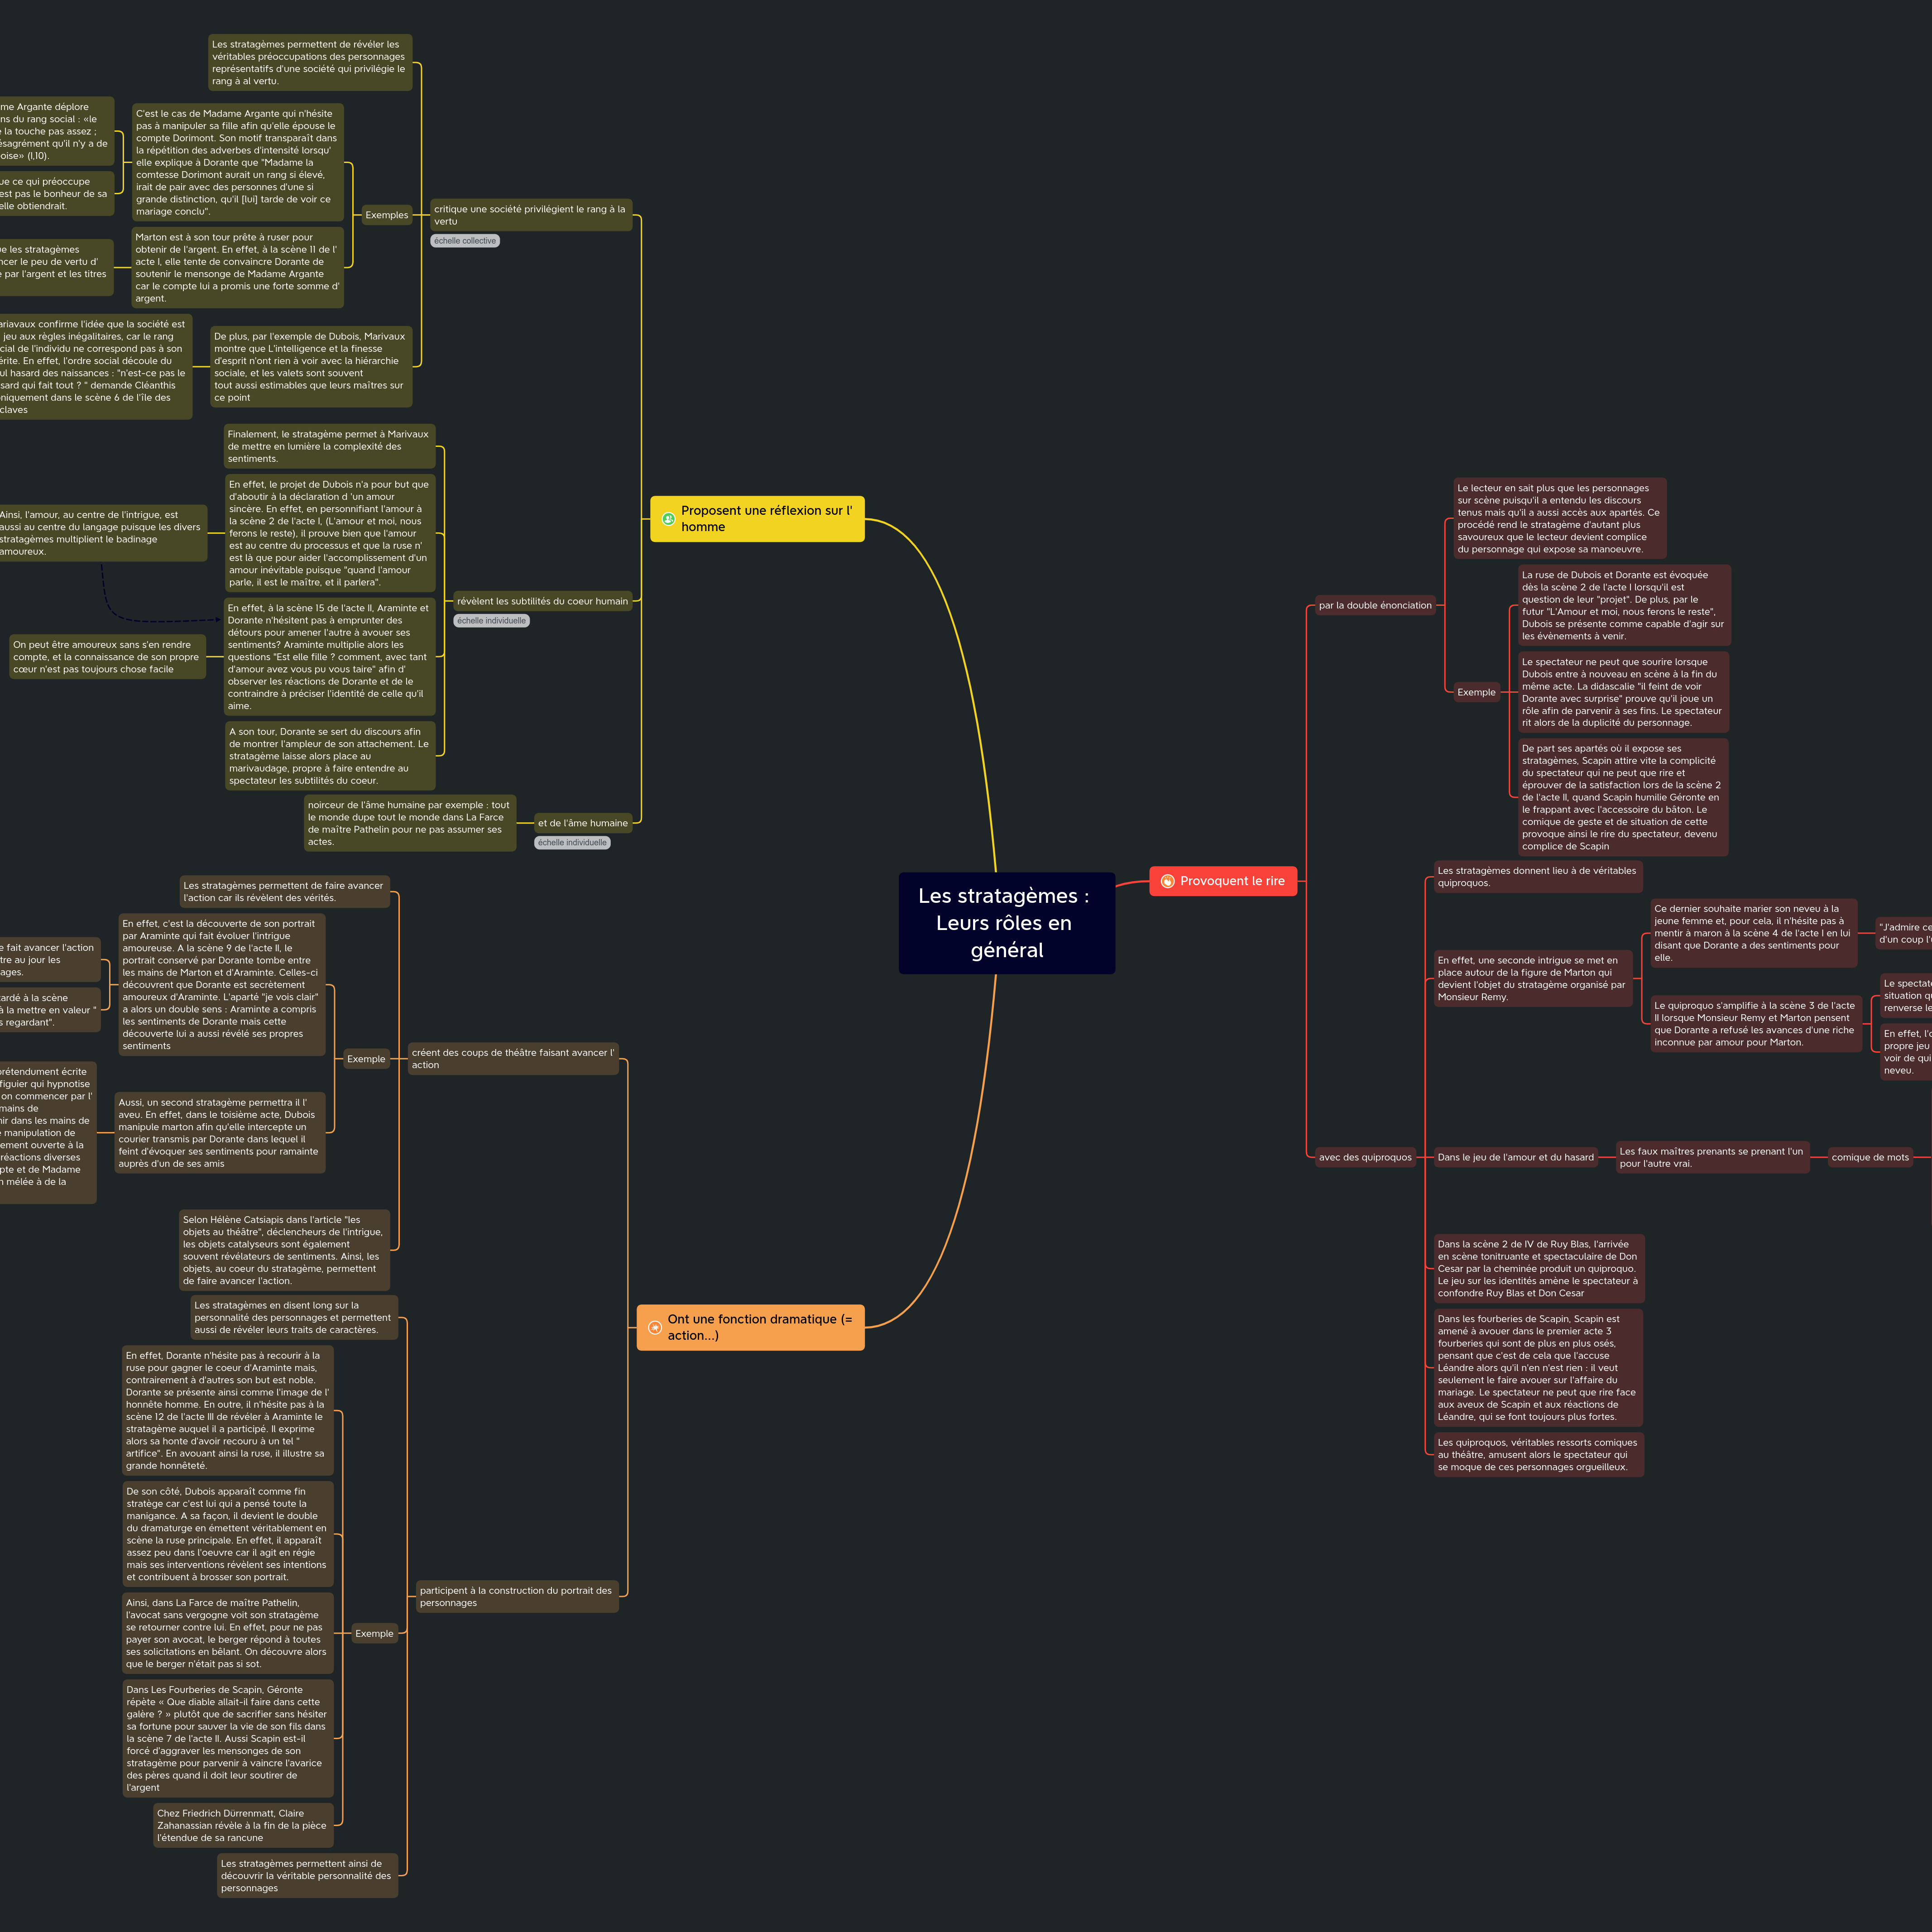 Les stratagèmes :
Leurs rôles en
général
Proposent une réflexion sur l'
homme
critique une société privilégient le rang à la
vertu
échelle collective
Les stratagèmes permettent de révéler les
véritables préoccupations des personnages
représentatifs d'une société qui privilégie le
rang à al vertu.
Exemples
C'est le cas de Madame Argante qui n'hésite
pas à manipuler sa fille afin qu'elle épouse le
compte Dorimont. Son motif transparaît dans
la répétition des adverbes d'intensité lorsqu'
elle explique à Dorante que "Madame la
comtesse Dorimont aurait un rang si élevé,
irait de pair avec des personnes d'une si
grande distinction, qu'il [lui] tarde de voir ce
mariage conclu".
me Argante déplore
ns du rang social : «le
e la touche pas assez ;
ésagrément qu'il n'y a de
oise» (I,10).
ue ce qui préoccupe
est pas le bonheur de sa
elle obtiendrait.
Marton est à son tour prête à ruser pour
obtenir de l'argent. En effet, à la scène 11 de l'
acte I, elle tente de convaincre Dorante de
soutenir le mensonge de Madame Argante
car le compte lui a promis une forte somme d'
argent.
ue les stratagèmes
ncer le peu de vertu d'
e par l'argent et les titres
De plus, par l'exemple de Dubois, Marivaux
montre que L'intelligence et la finesse
d'esprit n'ont rien à voir avec la hiérarchie
sociale, et les valets sont souvent
tout aussi estimables que leurs maîtres sur
ce point
ariavaux confirme l'idée que la société est
jeu aux règles inégalitaires, car le rang
cial de l'individu ne correspond pas à son
érite. En effet, l'ordre social découle du
ul hasard des naissances : "n'est-ce pas le
sard qui fait tout ? " demande Cléanthis
niquement dans le scène 6 de l'île des
claves
révèlent les subtilités du coeur humain
échelle individuelle
Finalement, le stratagème permet à Marivaux
de mettre en lumière la complexité des
sentiments.
En effet, le projet de Dubois n'a pour but que
d'aboutir à la déclaration d 'un amour
sincère. En effet, en personnifiant l'amour à
la scène 2 de l'acte I, (L'amour et moi, nous
ferons le reste), il prouve bien que l'amour
est au centre du processus et que la ruse n'
est là que pour aider l'accomplissement d'un
amour inévitable puisque "quand l'amour
parle, il est le maître, et il parlera".
Ainsi, l'amour, au centre de l'intrigue, est
aussi au centre du langage puisque les divers
stratagèmes multiplient le badinage
amoureux.
En effet, à la scène 15 de l'acte II, Araminte et
Dorante n'hésitent pas à emprunter des
détours pour amener l'autre à avouer ses
sentiments? Araminte multiplie alors les
questions "Est elle fille ? comment, avec tant
d'amour avez vous pu vous taire" afin d'
observer les réactions de Dorante et de le
contraindre à préciser l'identité de celle qu'il
aime.
On peut être amoureux sans s'en rendre
compte, et la connaissance de son propre
cœur n'est pas toujours chose facile
A son tour, Dorante se sert du discours afin
de montrer l'ampleur de son attachement. Le
stratagème laisse alors place au
marivaudage, propre à faire entendre au
spectateur les subtilités du coeur.
et de l'âme humaine
échelle individuelle
noirceur de l'âme humaine par exemple : tout
le monde dupe tout le monde dans La Farce
de maître Pathelin pour ne pas assumer ses
actes.
Ont une fonction dramatique (=
action...)
créent des coups de théâtre faisant avancer l'
action
Les stratagèmes permettent de faire avancer
l'action car ils révèlent des vérités.
Exemple
En effet, c'est la découverte de son portrait
par Araminte qui fait évoluer l'intrigue
amoureuse. A la scène 9 de l'acte II, le
portrait conservé par Dorante tombe entre
les mains de Marton et d'Araminte. Celles-ci
découvrent que Dorante est secrètement
amoureux d'Araminte. L'aparté "je vois clair"
a alors un double sens : Araminte a compris
les sentiments de Dorante mais cette
découverte lui a aussi révélé ses propres
sentiments
e fait avancer l'action
tre au jour les
ages.
tardé à la scène
à la mettre en valeur "
s regardant".
Aussi, un second stratagème permettra il l'
aveu. En effet, dans le toisième acte, Dubois
manipule marton afin qu'elle intercepte un
courier transmis par Dorante dans lequel il
feint d'évoquer ses sentiments pour ramainte
auprès d'un de ses amis
prétendument écrite
figuier qui hypnotise
on commencer par l'
mains de
nir dans les mains de
e manipulation de
ement ouverte à la
réactions diverses
pte et de Madame
n mélée à de la
Selon Hélène Catsiapis dans l'article "les
objets au théâtre", déclencheurs de l'intrigue,
les objets catalyseurs sont également
souvent révélateurs de sentiments. Ainsi, les
objets, au coeur du stratagème, permettent
de faire avancer l'action.
participent à la construction du portrait des
personnages
Les stratagèmes en disent long sur la
personnalité des personnages et permettent
aussi de révéler leurs traits de caractères.
Exemple
En effet, Dorante n'hésite pas à recourir à la
ruse pour gagner le coeur d'Araminte mais,
contrairement à d'autres son but est noble.
Dorante se présente ainsi comme l'image de l'
honnête homme. En outre, il n'hésite pas à la
scène 12 de l'acte III de révéler à Araminte le
stratagème auquel il a participé. Il exprime
alors sa honte d'avoir recouru à un tel "
artifice". En avouant ainsi la ruse, il illustre sa
grande honnêteté.
De son côté, Dubois apparaît comme fin
stratège car c'est lui qui a pensé toute la
manigance. A sa façon, il devient le double
du dramaturge en émettent véritablement en
scène la ruse principale. En effet, il apparaît
assez peu dans l'oeuvre car il agit en régie
mais ses interventions révèlent ses intentions
et contribuent à brosser son portrait.
Ainsi, dans La Farce de maître Pathelin,
l'avocat sans vergogne voit son stratagème
se retourner contre lui. En effet, pour ne pas
payer son avocat, le berger répond à toutes
ses solicitations en bêlant. On découvre alors
que le berger n'était pas si sot.
Dans Les Fourberies de Scapin, Géronte
répète « Que diable allait-il faire dans cette
galère ? » plutôt que de sacrifier sans hésiter
sa fortune pour sauver la vie de son fils dans
la scène 7 de l'acte II. Aussi Scapin est-il
forcé d'aggraver les mensonges de son
stratagème pour parvenir à vaincre l'avarice
des pères quand il doit leur soutirer de
l'argent
Chez Friedrich Dürrenmatt, Claire
Zahanassian révèle à la fin de la pièce
l'étendue de sa rancune
Les stratagèmes permettent ainsi de
découvrir la véritable personnalité des
personnages
Provoquent le rire
par la double énonciation
Le lecteur en sait plus que les personnages
sur scène puisqu'il a entendu les discours
tenus mais qu'il a aussi accès aux apartés. Ce
procédé rend le stratagème d'autant plus
savoureux que le lecteur devient complice
du personnage qui expose sa manoeuvre.
Exemple
La ruse de Dubois et Dorante est évoquée
dès la scène 2 de l'acte I lorsqu'il est
question de leur "projet". De plus, par le
futur "L'Amour et moi, nous ferons le reste",
Dubois se présente comme capable d'agir sur
les évènements à venir.
Le spectateur ne peut que sourire lorsque
Dubois entre à nouveau en scène à la fin du
même acte. La didascalie "il feint de voir
Dorante avec surprise" prouve qu'il joue un
rôle afin de parvenir à ses fins. Le spectateur
rit alors de la duplicité du personnage.
De part ses apartés où il expose ses
stratagèmes, Scapin attire vite la complicité
du spectateur qui ne peut que rire et
éprouver de la satisfaction lors de la scène 2
de l'acte II, quand Scapin humilie Géronte en
le frappant avec l'accessoire du bâton. Le
comique de geste et de situation de cette
provoque ainsi le rire du spectateur, devenu
complice de Scapin
avec des quiproquos
Les stratagèmes donnent lieu à de véritables
quiproquos.
En effet, une seconde intrigue se met en
place autour de la figure de Marton qui
devient l'objet du stratagème organisé par
Monsieur Remy.
Ce dernier souhaite marier son neveu à la
jeune femme et, pour cela, il n'hésite pas à
mentir à maron à la scène 4 de l'acte I en lui
disant que Dorante a des sentiments pour
elle.
"J'admire ce
d'un coup l'
Le quiproquo s'amplifie à la scène 3 de l'acte
II lorsque Monsieur Remy et Marton pensent
que Dorante a refusé les avances d'une riche
inconnue par amour pour Marton.
Le spectate
situation qu
renverse le
En effet, l'o
propre jeu
voir de qui
neveu.
Dans le jeu de l'amour et du hasard
Les faux maîtres prenants se prenant l'un
pour l'autre vrai.
comique de mots
Dans la scène 2 de IV de Ruy Blas, l'arrivée
en scène tonitruante et spectaculaire de Don
Cesar par la cheminée produit un quiproquo.
Le jeu sur les identités amène le spectateur à
confondre Ruy Blas et Don Cesar
Dans les fourberies de Scapin, Scapin est
amené à avouer dans le premier acte 3
fourberies qui sont de plus en plus osés,
pensant que c'est de cela que l'accuse
Léandre alors qu'il n'en n'est rien : il veut
seulement le faire avouer sur l'affaire du
mariage. Le spectateur ne peut que rire face
aux aveux de Scapin et aux réactions de
Léandre, qui se font toujours plus fortes.
Les quiproquos, véritables ressorts comiques
au théâtre, amusent alors le spectateur qui
se moque de ces personnages orgueilleux.